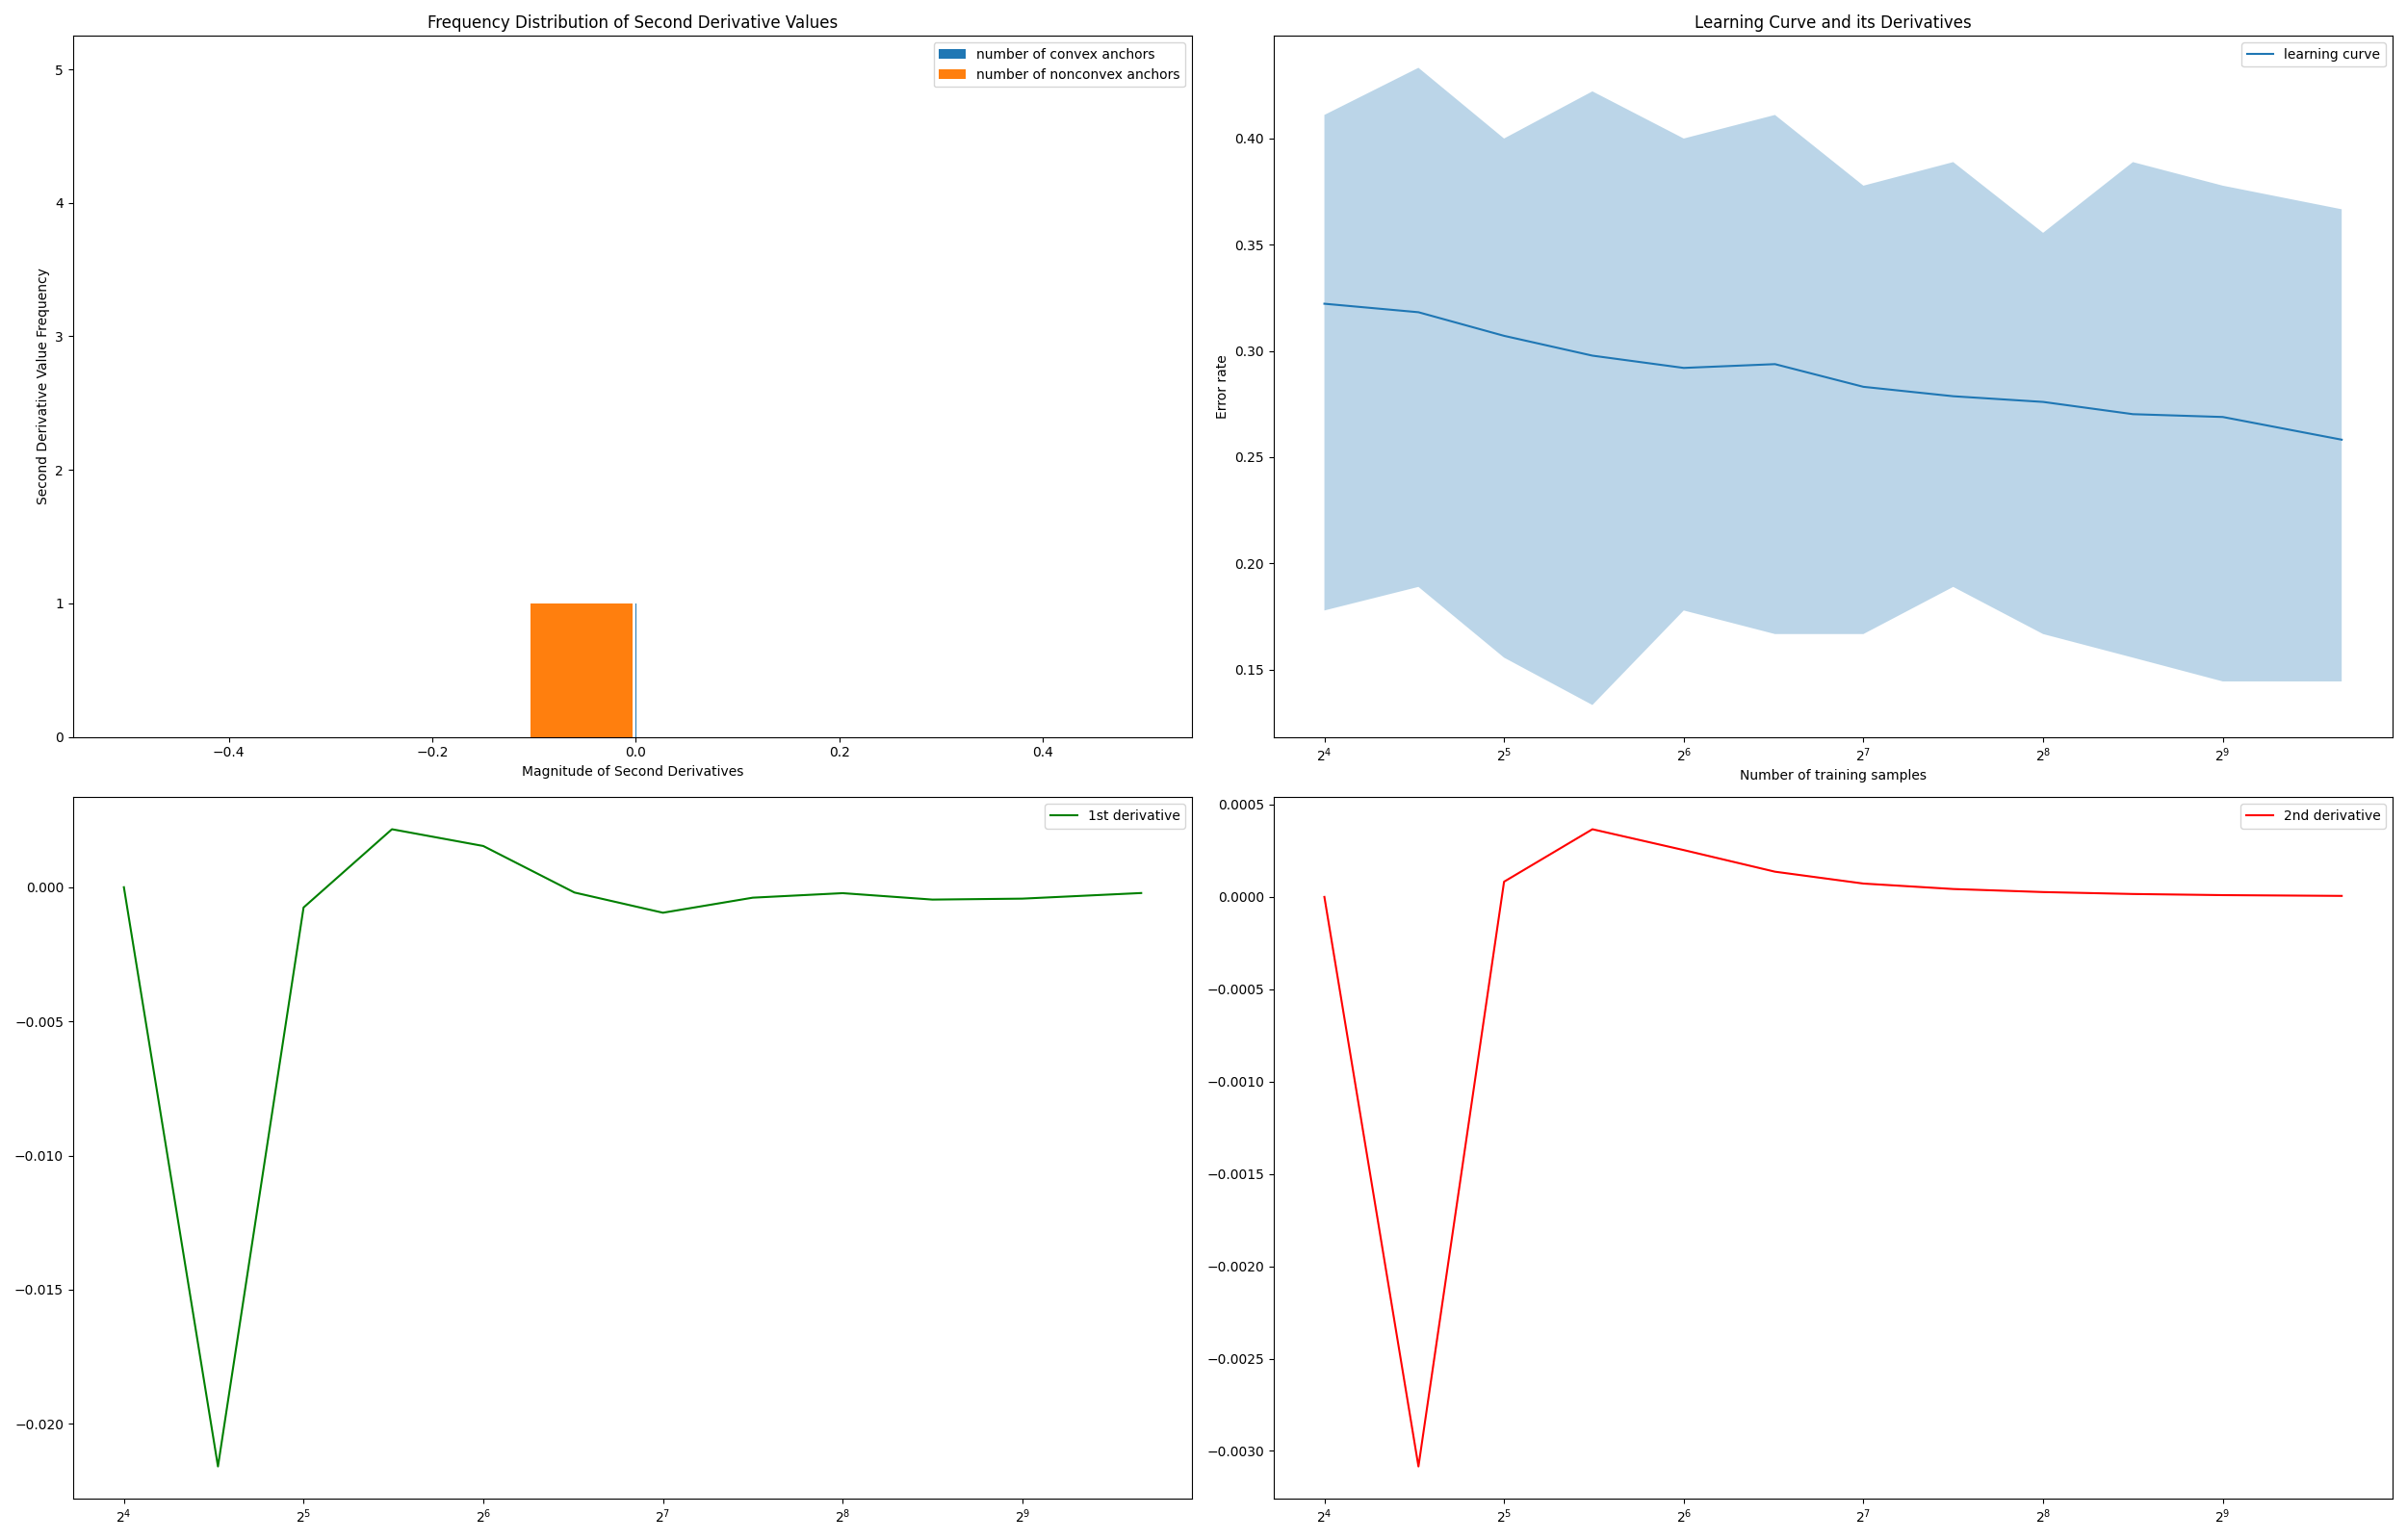 Frequency Distribution of Second Derivative Values
number of convex anchors
number of nonconvex anchors
5
4
3
2
1
0
Second Derivative Value Frequency
−0.4 −0.2 0.0 0.2 0.4
Magnitude of Second Derivatives
Learning Curve and its Derivatives
learning curve
0.40
0.35
0.30
0.25
0.20
0.15
Error rate
2⁴ 2⁵ 2⁶ 2⁷ 2⁸ 2⁹
Number of training samples
1st derivative
0.000
−0.005
−0.010
−0.015
−0.020
2⁴ 2⁵ 2⁶ 2⁷ 2⁸ 2⁹
2nd derivative
0.0005
0.0000
−0.0005
−0.0010
−0.0015
−0.0020
−0.0025
−0.0030
2⁴ 2⁵ 2⁶ 2⁷ 2⁸ 2⁹